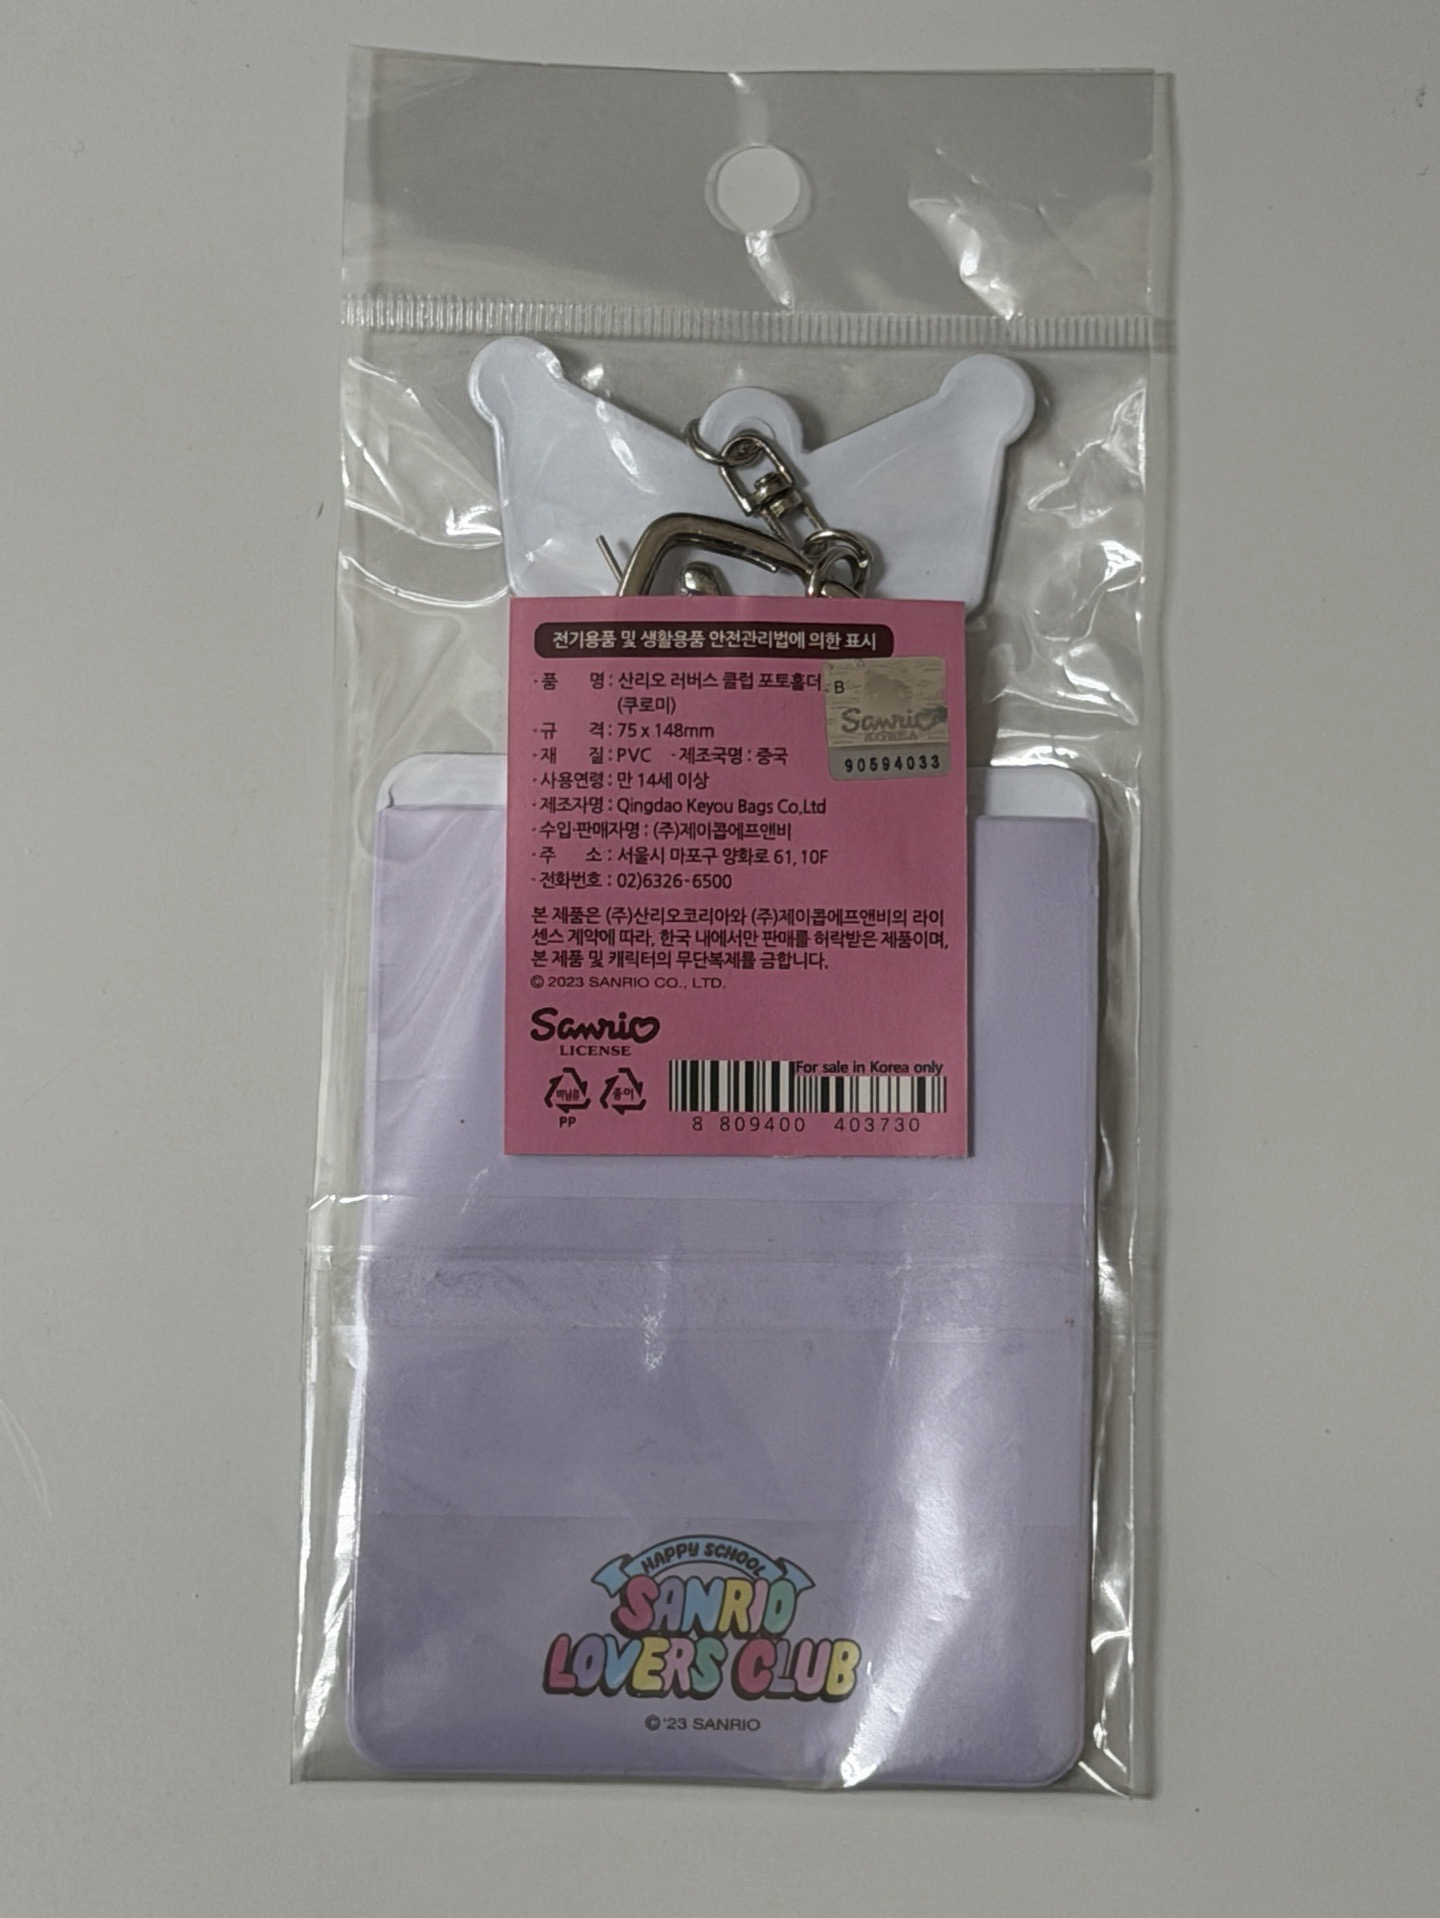 전기용품 및 생활용품 안전관리법에 의한 표시
·품 명 : 산리오 러버스 클럽 포토홀더
(쿠로미)
·규 격 : 75 x 148mm
·재 질 : PVC ·제조국명 : 중국
·사용연령 : 만 14세 이상
·제조자명 : Qingdao Keyou Bags Co.,Ltd
·수입·판매자명 : (주)제이콥에프앤비
·주 소 : 서울시 마포구 양화로 61, 10F
·전화번호 : 02)6326-6500
B
Sanrio
KOREA
90594033
본 제품은 (주)산리오코리아와 (주)제이콥에프앤비의 라이
센스 계약에 따라, 한국 내에서만 판매를 허락받은 제품이며,
본 제품 및 캐릭터의 무단복제를 금합니다.
© 2023 SANRIO CO., LTD.
Sanrio
LICENSE
비닐류
종이
PP
For sale in Korea only
8 809400 403730
HAPPY SCHOOL
SANRIO
LOVERS CLUB
© '23 SANRIO